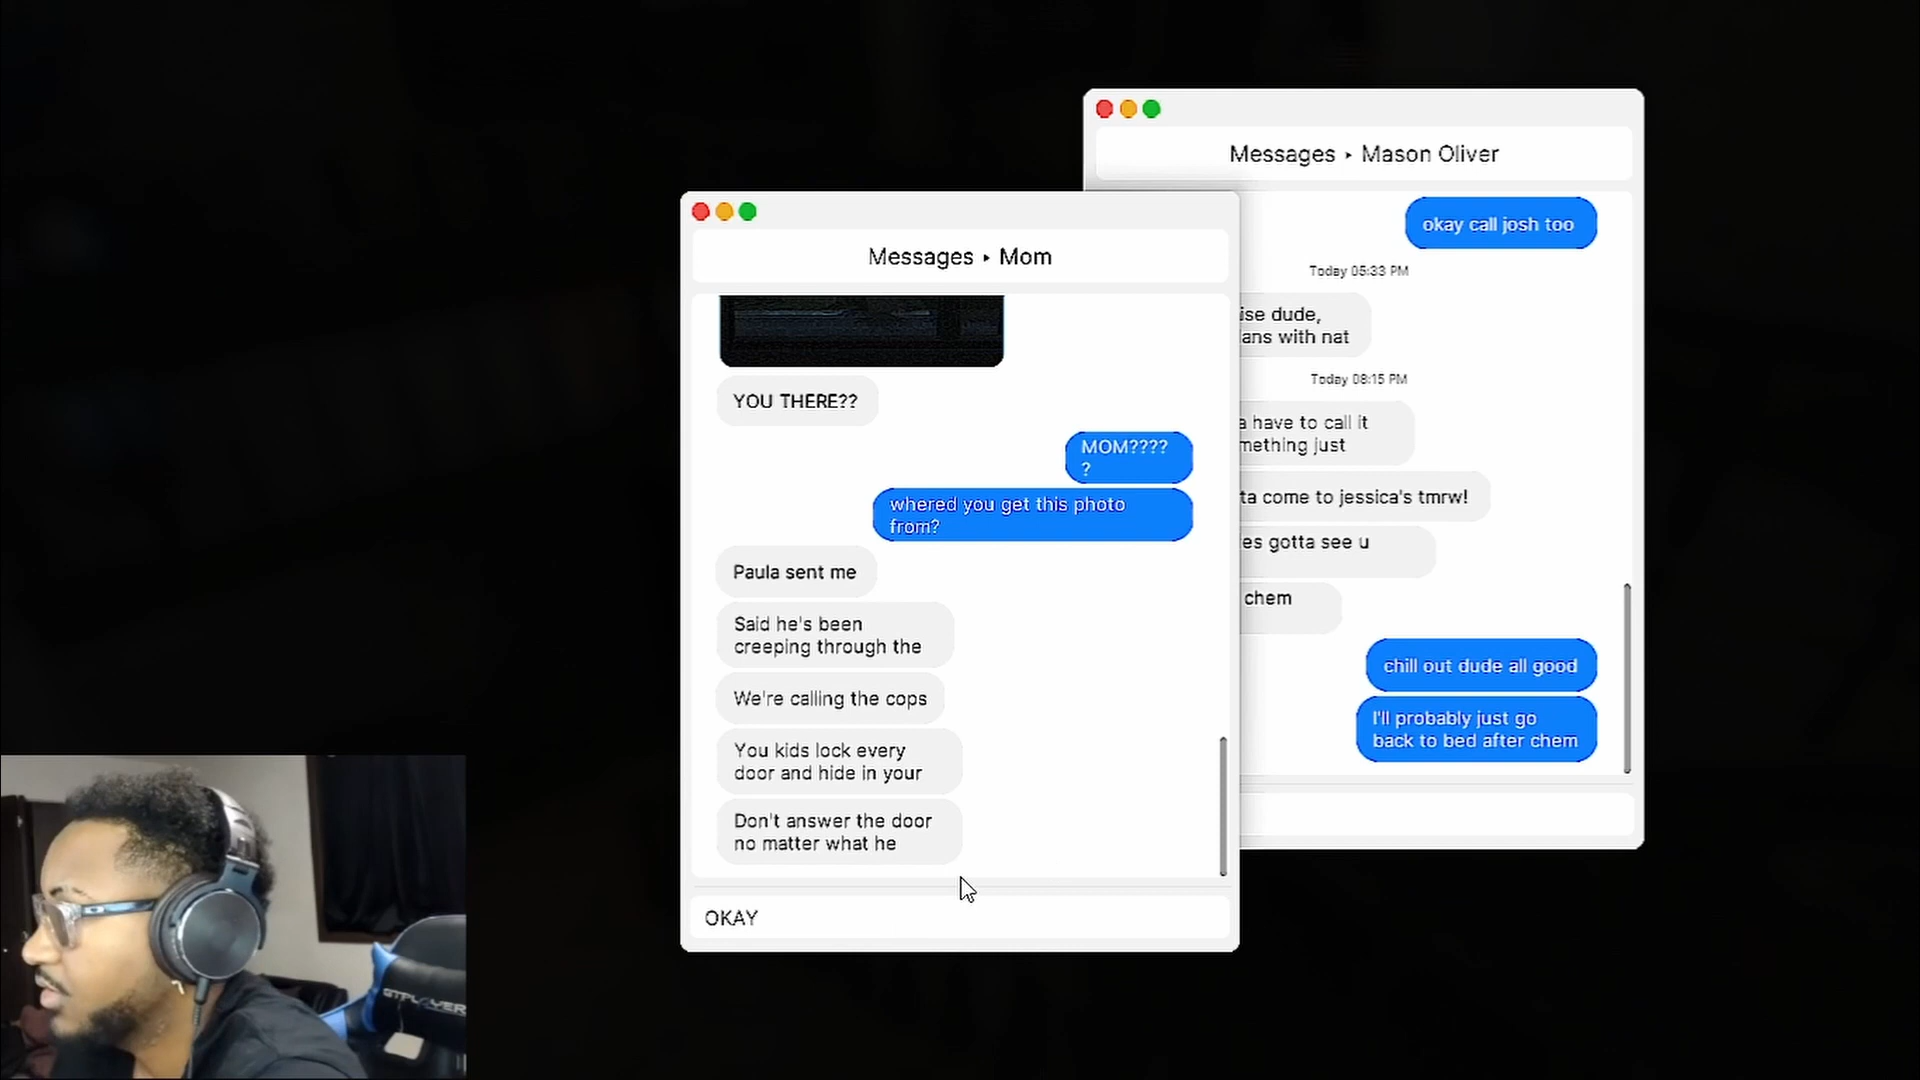 Messages ‣ Mason Oliver
okay call josh too
Today 05:33 PM
ise dude,
ans with nat
Today 08:15 PM
a have to call it
mething just
ta come to jessica's tmrw!
es gotta see u
chem
chill out dude all good
I'll probably just go
back to bed after chem
Messages ‣ Mom
YOU THERE??
MOM????
?
whered you get this photo
from?
Paula sent me
Said he's been
creeping through the
We're calling the cops
You kids lock every
door and hide in your
Don't answer the door
no matter what he
OKAY
GTPLAYER